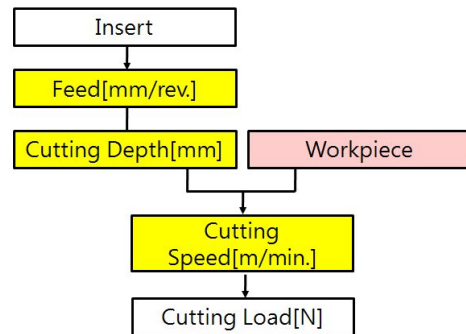 Insert
Feed[mm/rev.]
Cutting Depth[mm]
Workpiece
Cutting
Speed[m/min.]
Cutting Load[N]